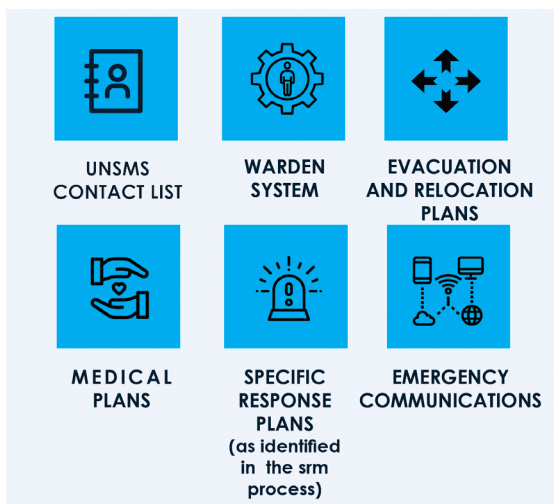 UNSMS
CONTACT LIST
WARDEN
SYSTEM
EVACUATION
AND RELOCATION
PLANS
MEDICAL
PLANS
SPECIFIC
RESPONSE
PLANS
(as identified
in the srm
process)
EMERGENCY
COMMUNICATIONS